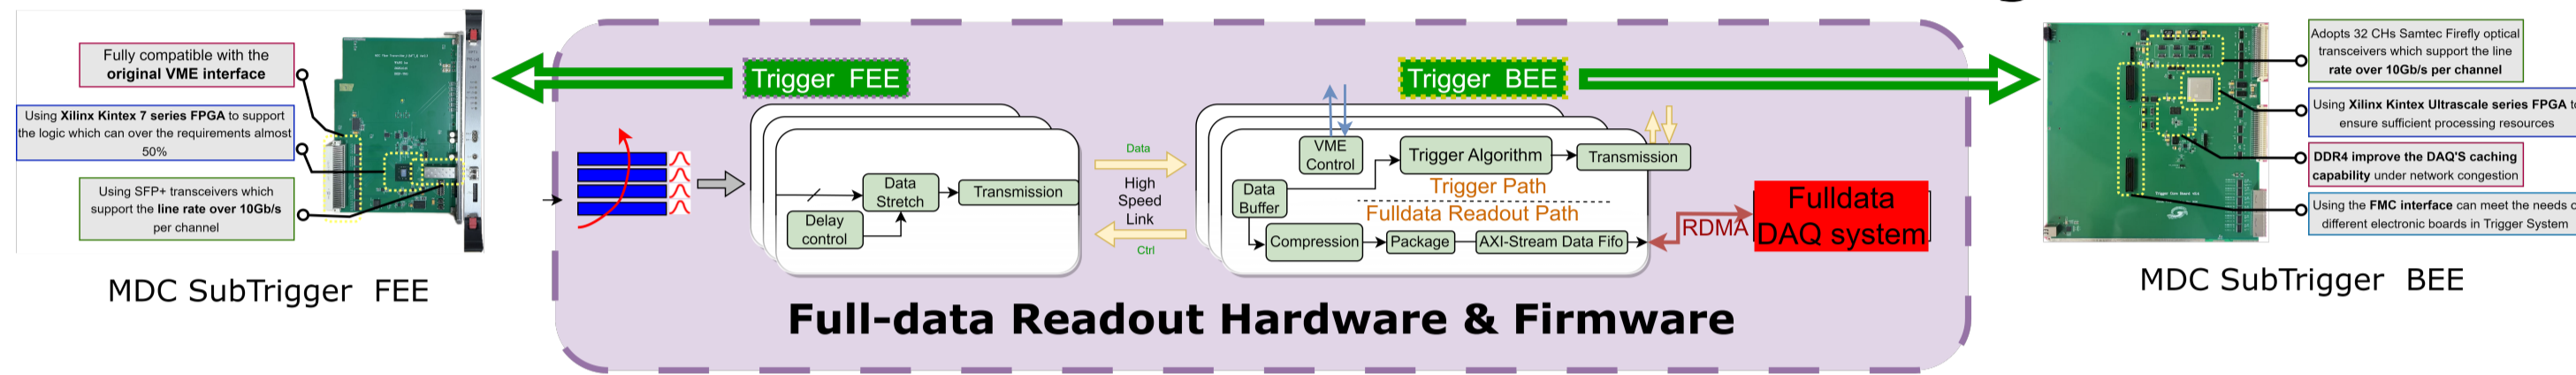 Fully compatible with the
original VME interface
Using Xilinx Kintex 7 series FPGA to support
the logic which can over the requirements almost
50%
Using SFP+ transceivers which
support the line rate over 10Gb/s
per channel
MDC SubTrigger FEE
Trigger FEE
Data
Stretch
Transmission
Delay
control
Data
High
Speed
Link
Ctrl
Trigger BEE
VME
Control
Trigger Algorithm
Transmission
Data
Buffer
Trigger Path
Fulldata Readout Path
Compression
Package
AXI-Stream Data Fifo
RDMA
Fulldata
DAQ system
Full-data Readout Hardware & Firmware
Adopts 32 CHs Samtec Firefly optical
transceivers which support the line
rate over 10Gb/s per channel
Using Xilinx Kintex Ultrascale series FPGA
ensure sufficient processing resources
DDR4 improve the DAQ'S caching
capability under network congestion
Using the FMC interface can meet the needs
different electronic boards in Trigger System
MDC SubTrigger BEE